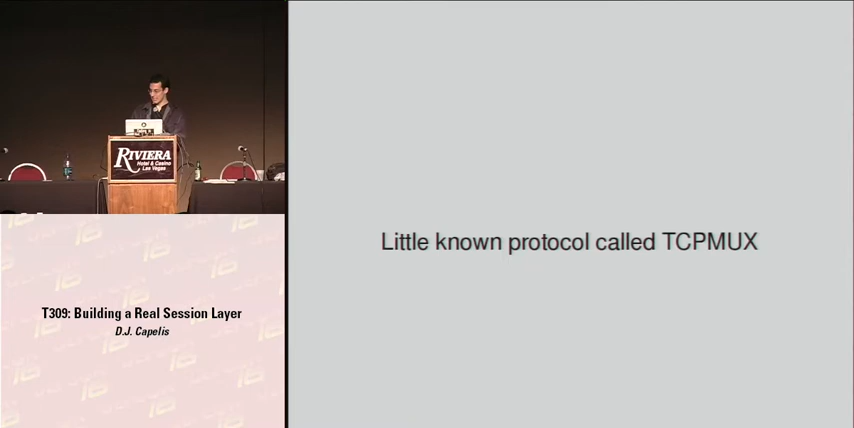 RIVIERA
Hotel & Casino
Las Vegas
T309: Building a Real Session Layer
D.J. Capelis
Little known protocol called TCPMUX